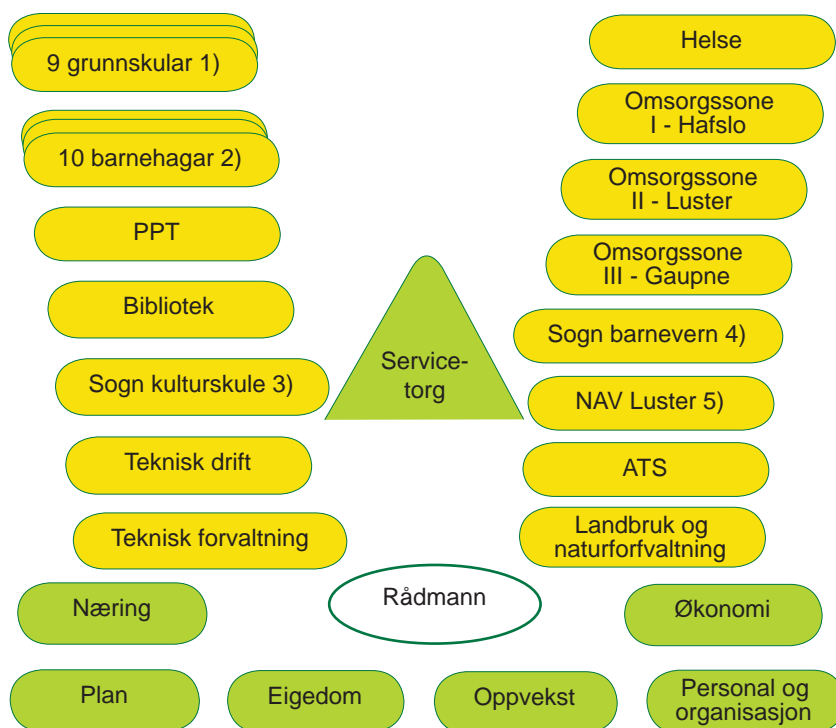 9 grunnskular 1)
10 barnehagar 2)
PPT
Bibliotek
Sogn kulturskule 3)
Teknisk drift
Teknisk forvaltning
Service-
torg
Helse
Omsorgssone
I - Hafslo
Omsorgssone
II - Luster
Omsorgssone
III - Gaupne
Sogn barnevern 4)
NAV Luster 5)
ATS
Landbruk og
naturforfvaltning
Næring
Rådmann
Økonomi
Plan
Eigedom
Oppvekst
Personal og
organisasjon